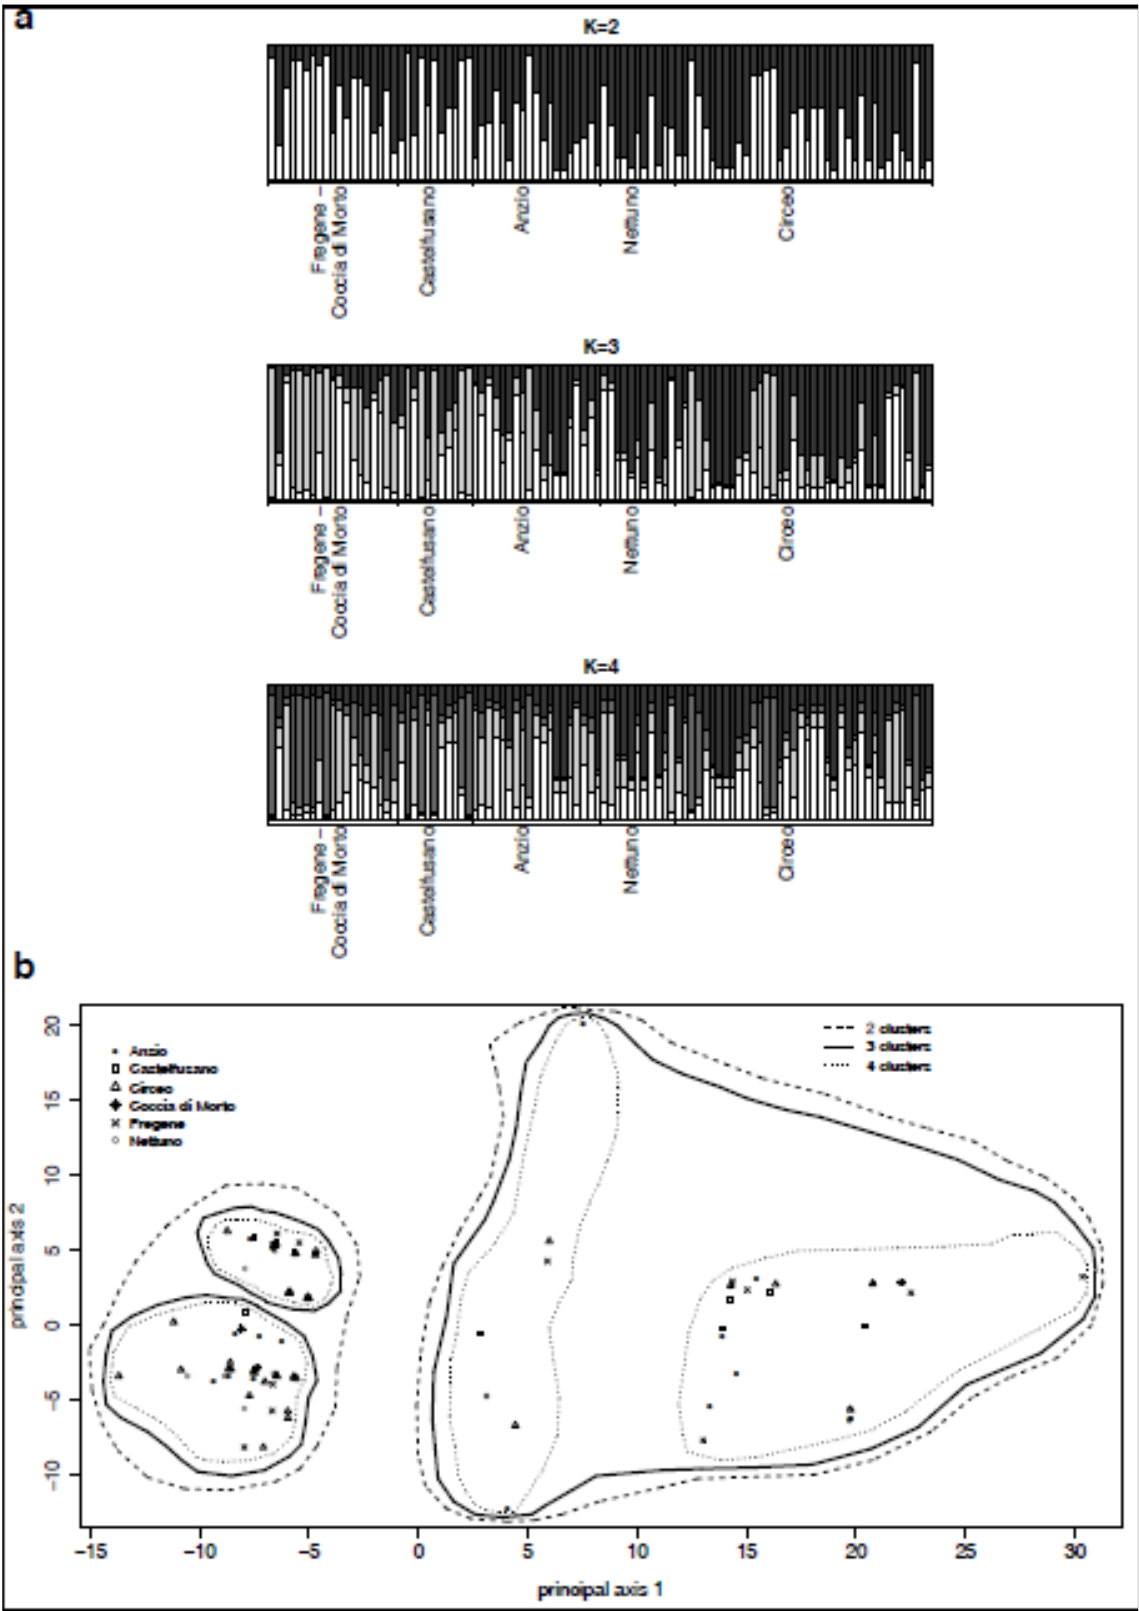 a
K=2
Fregene –
Coccia di Morto
Castelfusano
Anzio
Nettuno
Circeo
K=3
Fregene –
Coccia di Morto
Castelfusano
Anzio
Nettuno
Circeo
K=4
Fregene –
Coccia di Morto
Castelfusano
Anzio
Nettuno
Circeo
b
20
15
10
5
0
−5
−10
principal axis 2
Anzio
Castelfusano
Circeo
Coccia di Morto
Fregene
Nettuno
2 clusters
3 clusters
4 clusters
−15 −10 −5 0 5 10 15 20 25 30
principal axis 1